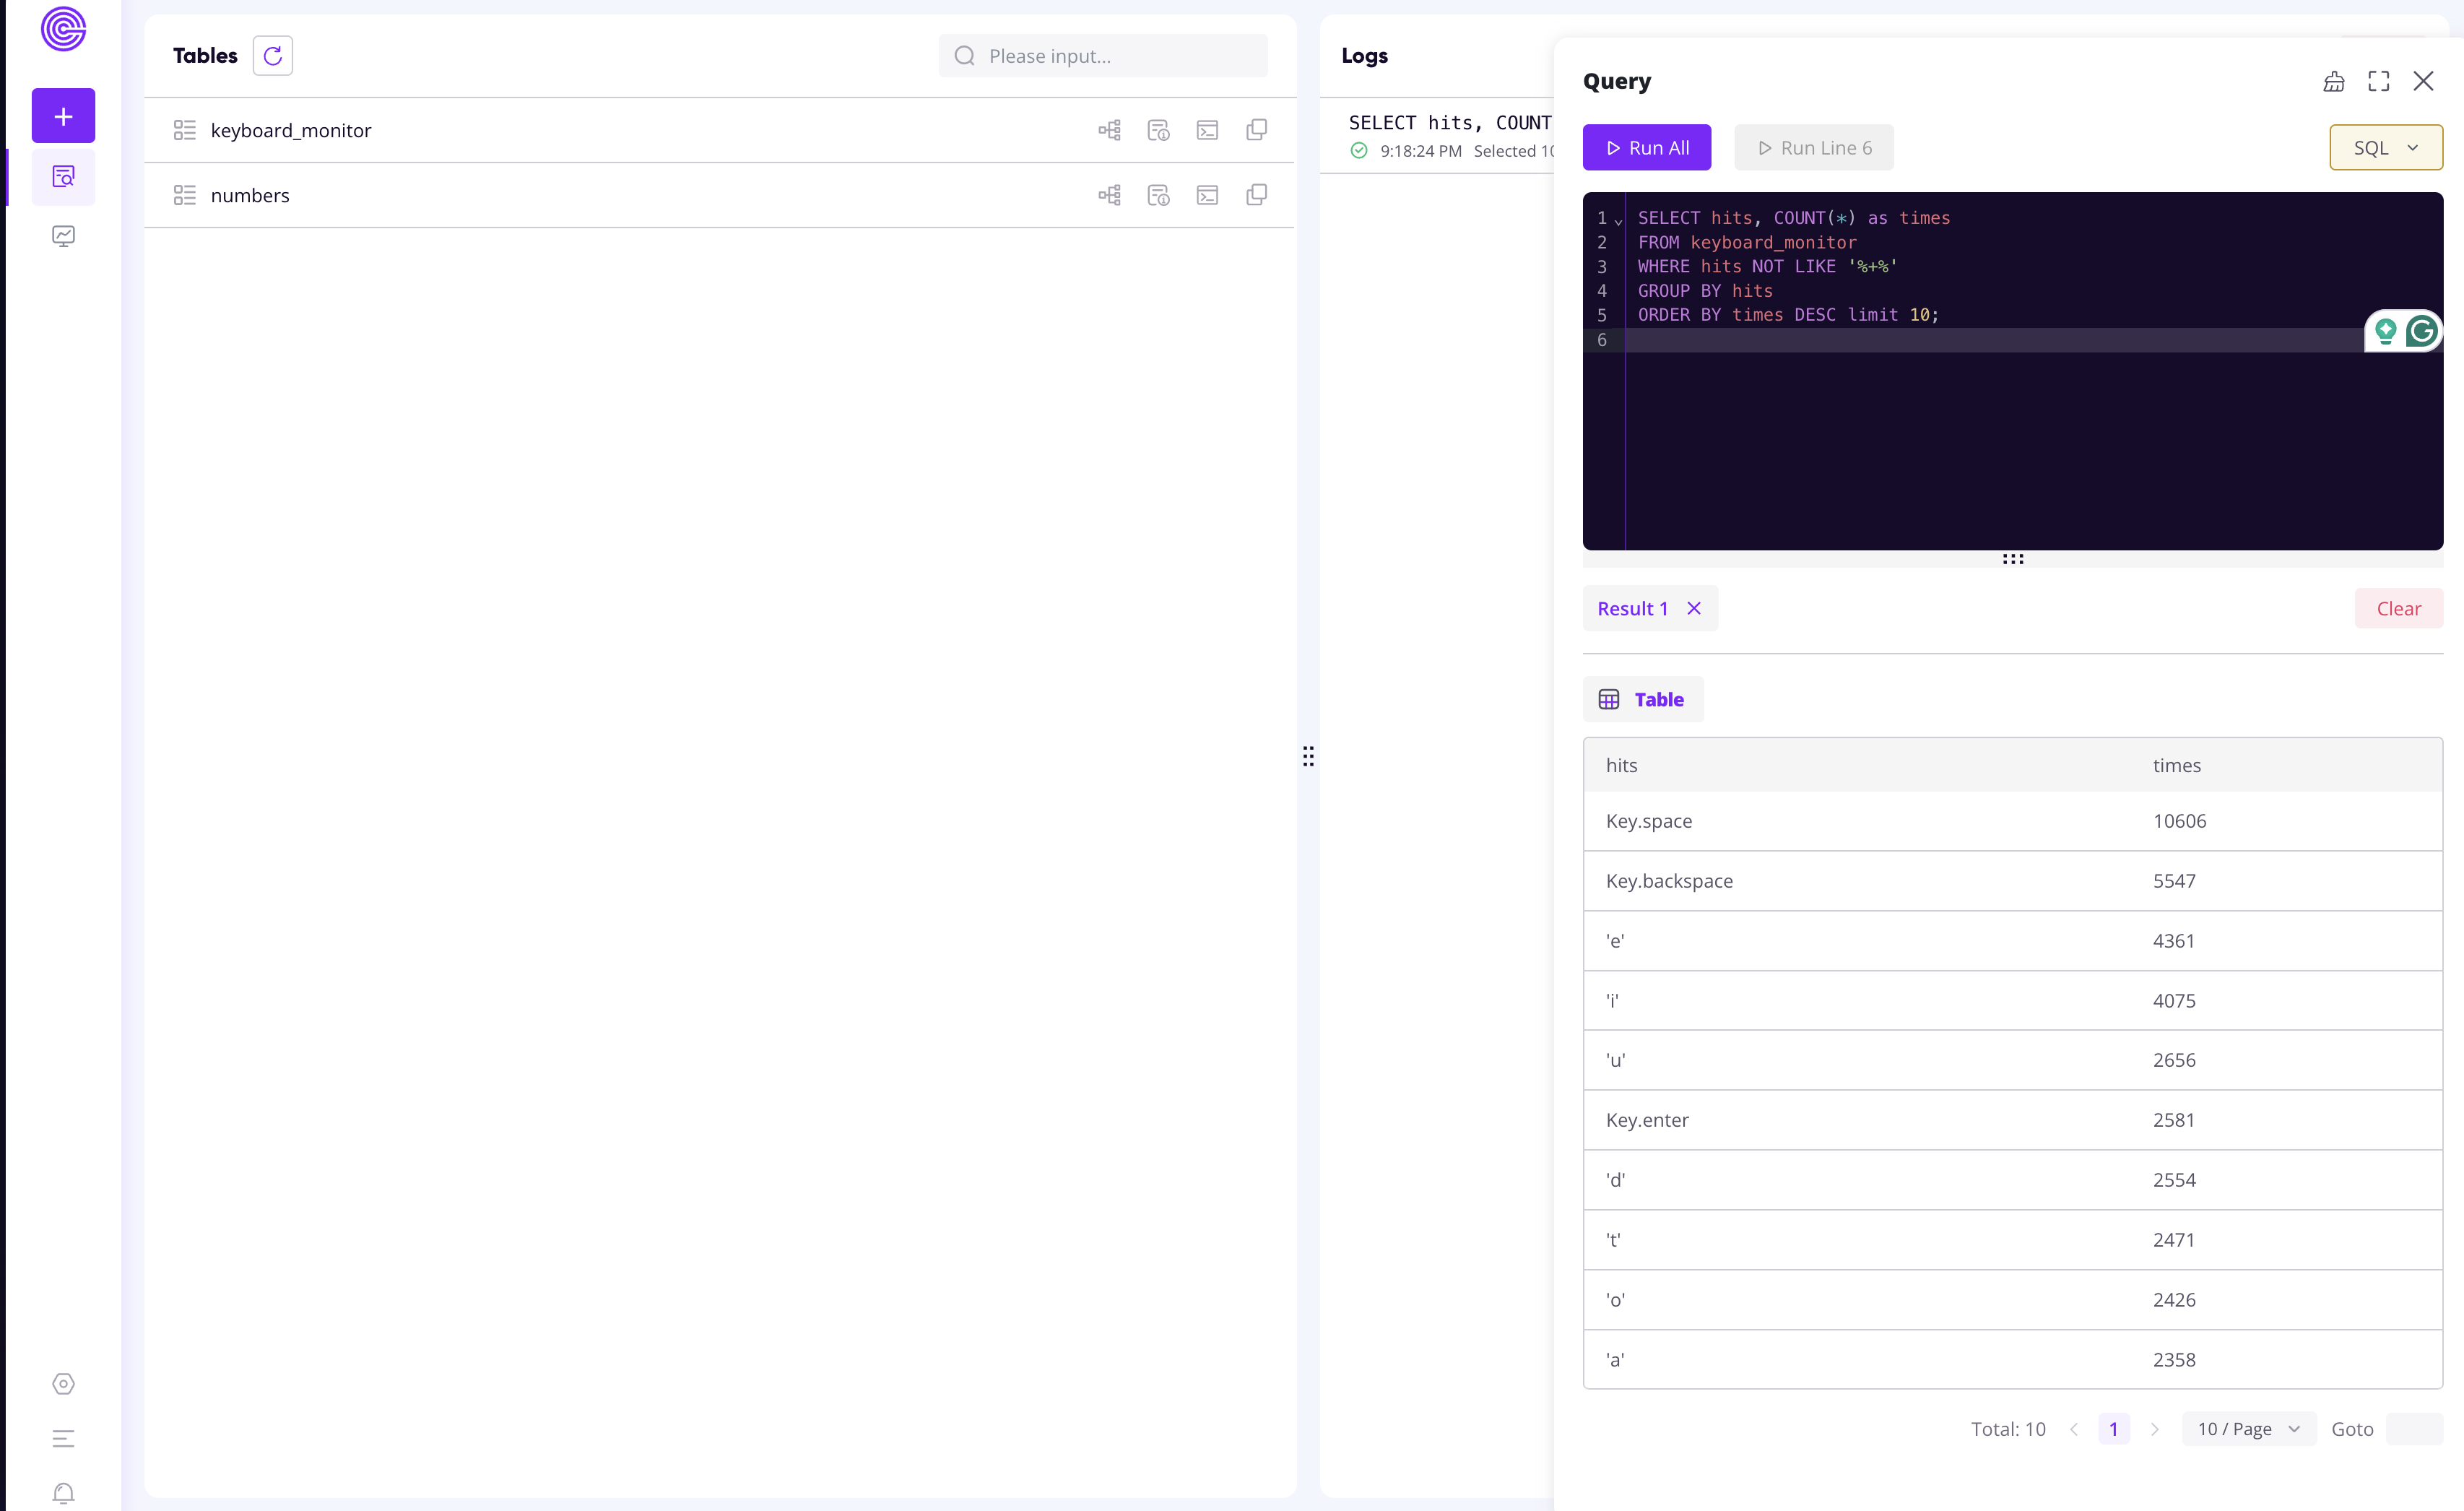 Tables
Please input...
keyboard_monitor
numbers
Logs
SELECT hits, COUNT
9:18:24 PM Selected 10
Query
Run All
Run Line 6
SQL
1 SELECT hits, COUNT(*) as times
2 FROM keyboard_monitor
3 WHERE hits NOT LIKE '%+%'
4 GROUP BY hits
5 ORDER BY times DESC limit 10;
6
Result 1
Clear
Table
hits times
Key.space 10606
Key.backspace 5547
'e' 4361
'i' 4075
'u' 2656
Key.enter 2581
'd' 2554
't' 2471
'o' 2426
'a' 2358
Total: 10 1 10 / Page Goto